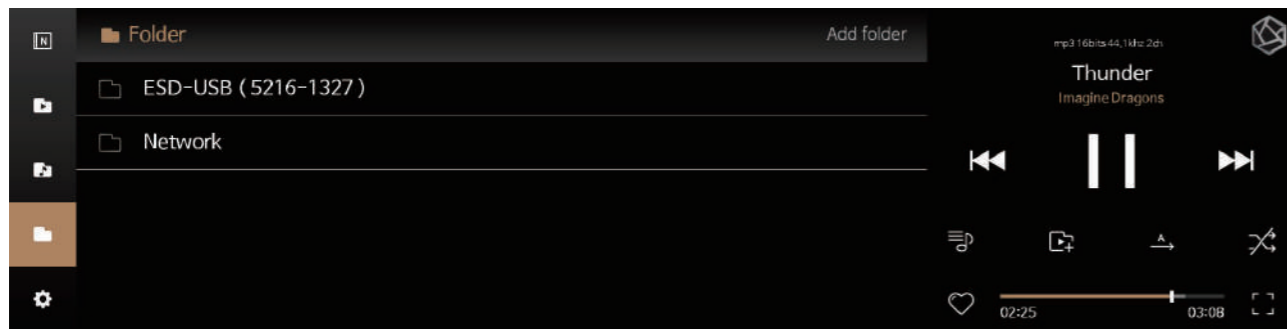 N
Folder
Add folder
ESD-USB ( 5216-1327 )
Network
mp3 16bits 44,1khz 2ch
Thunder
Imagine Dragons
A
02:25
03:08